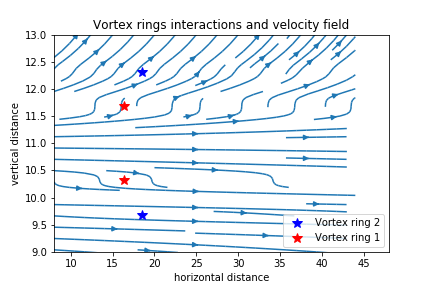 Vortex rings interactions and velocity field
vertical distance
13.0
12.5
12.0
11.5
11.0
10.5
10.0
9.5
9.0
10 15 20 25 30 35 40 45
horizontal distance
Vortex ring 2
Vortex ring 1